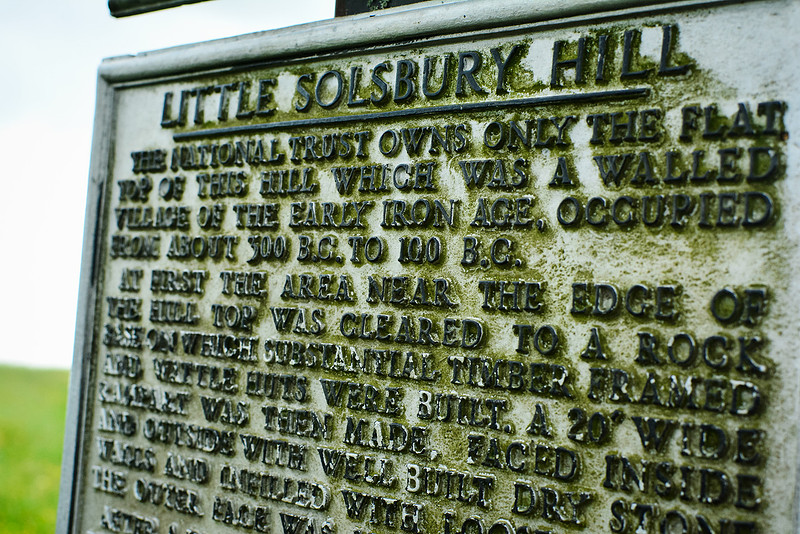 LITTLE SOLSBURY HILL
THE NATIONAL TRUST OWNS ONLY THE FLAT
TOP OF THIS HILL WHICH WAS A WALLED
VILLAGE OF THE EARLY IRON AGE, OCCUPIED
FROM ABOUT 300 B.C. TO 100 B.C.
AT FIRST THE AREA NEAR THE EDGE OF
THE HILL TOP WAS CLEARED TO A ROCK
BASE ON WHICH SUBSTANTIAL TIMBER FRAMED
AND WATTLE HUTS WERE BUILT. A 20' WIDE
RAMPART WAS THEN MADE, FACED INSIDE
AND OUTSIDE WITH WELL BUILT DRY STONE
WALLS AND INFILLED WITH LOOSE
THE OUTER FACE WAS
AFTER